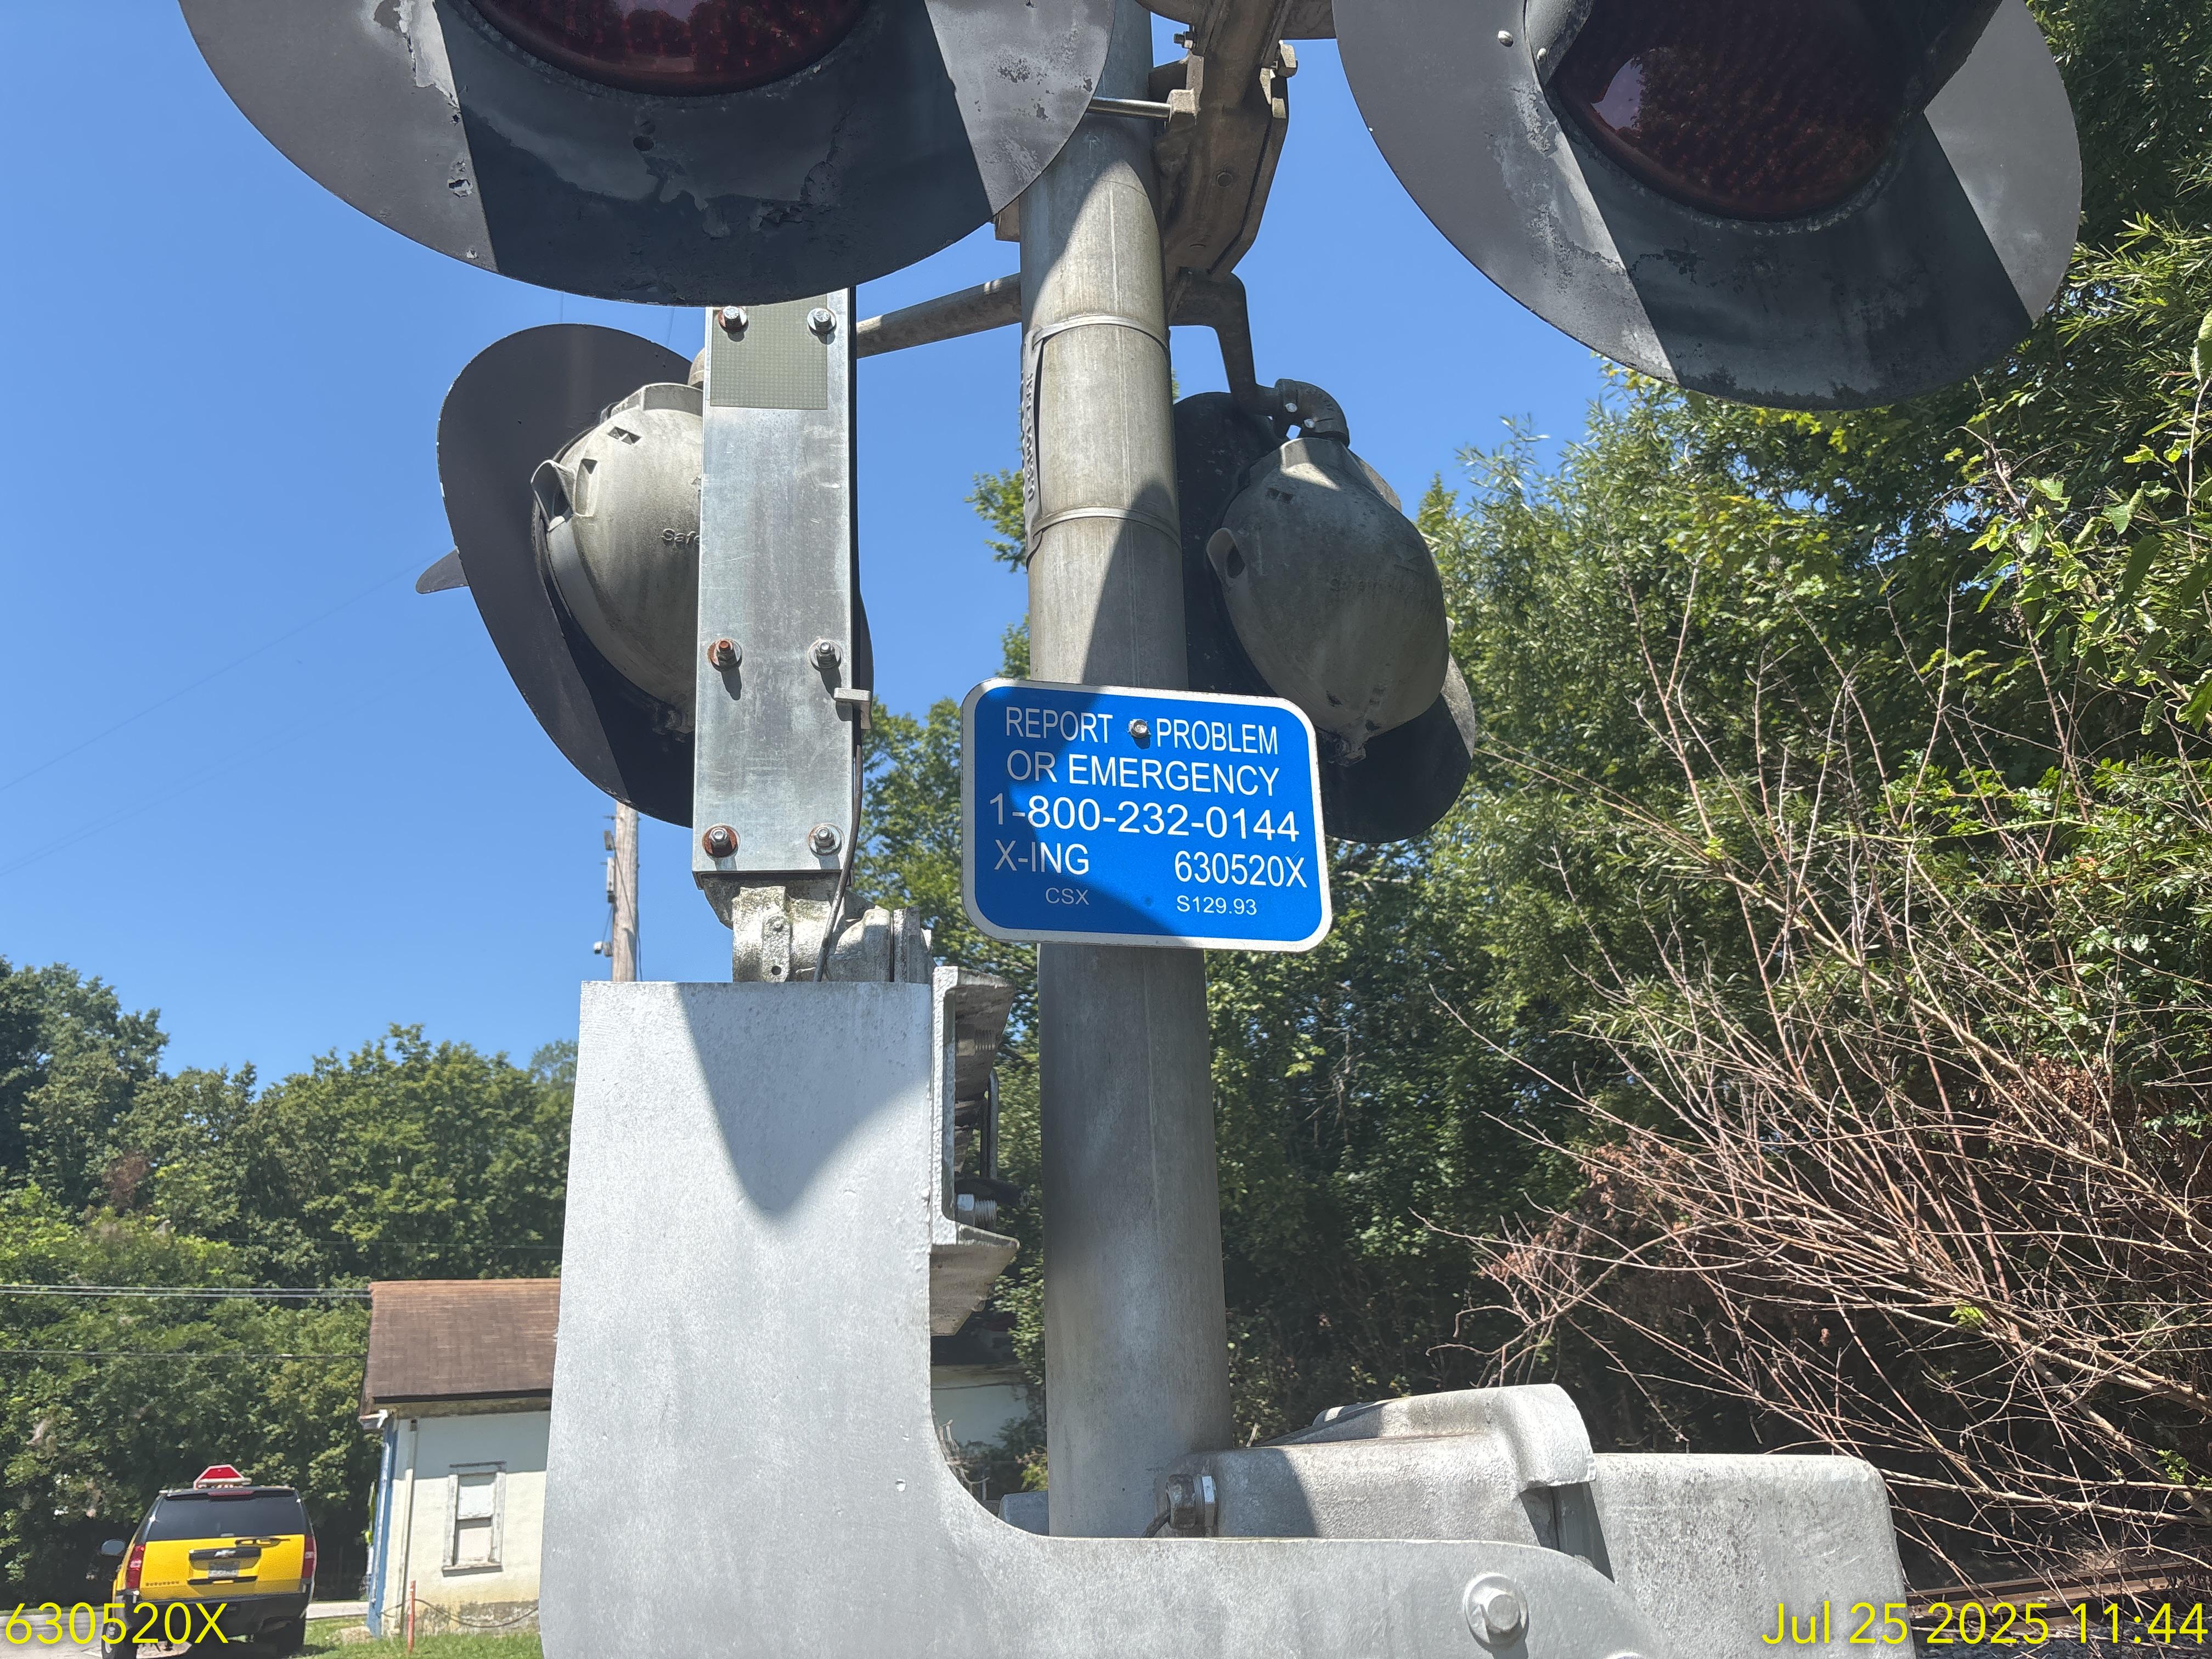 REPORT PROBLEM
OR EMERGENCY
1-800-232-0144
X-ING 630520X
CSX S129.93
SUBURBAN
630520X
Jul 25 2025 11:44